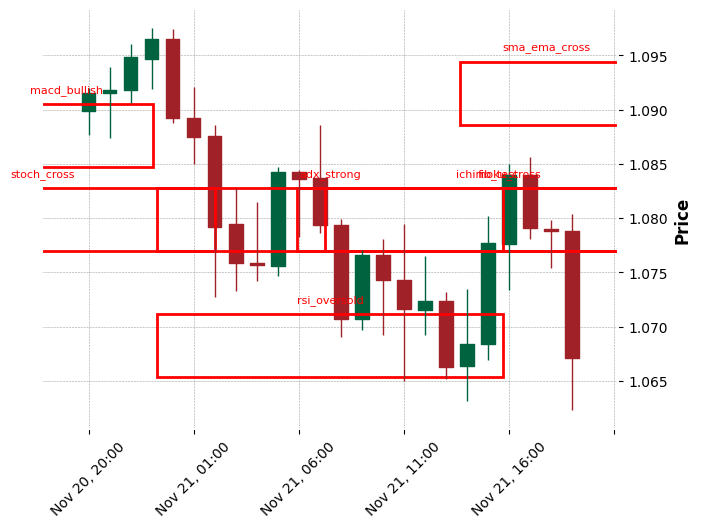 sma_ema_cross
macd_bullish
stoch_cross
adx_strong
rsi_oversold
1.095
1.090
1.085
1.080
1.075
1.070
1.065
Price
Nov 20, 20:00
Nov 21, 01:00
Nov 21, 06:00
Nov 21, 11:00
Nov 21, 16:00